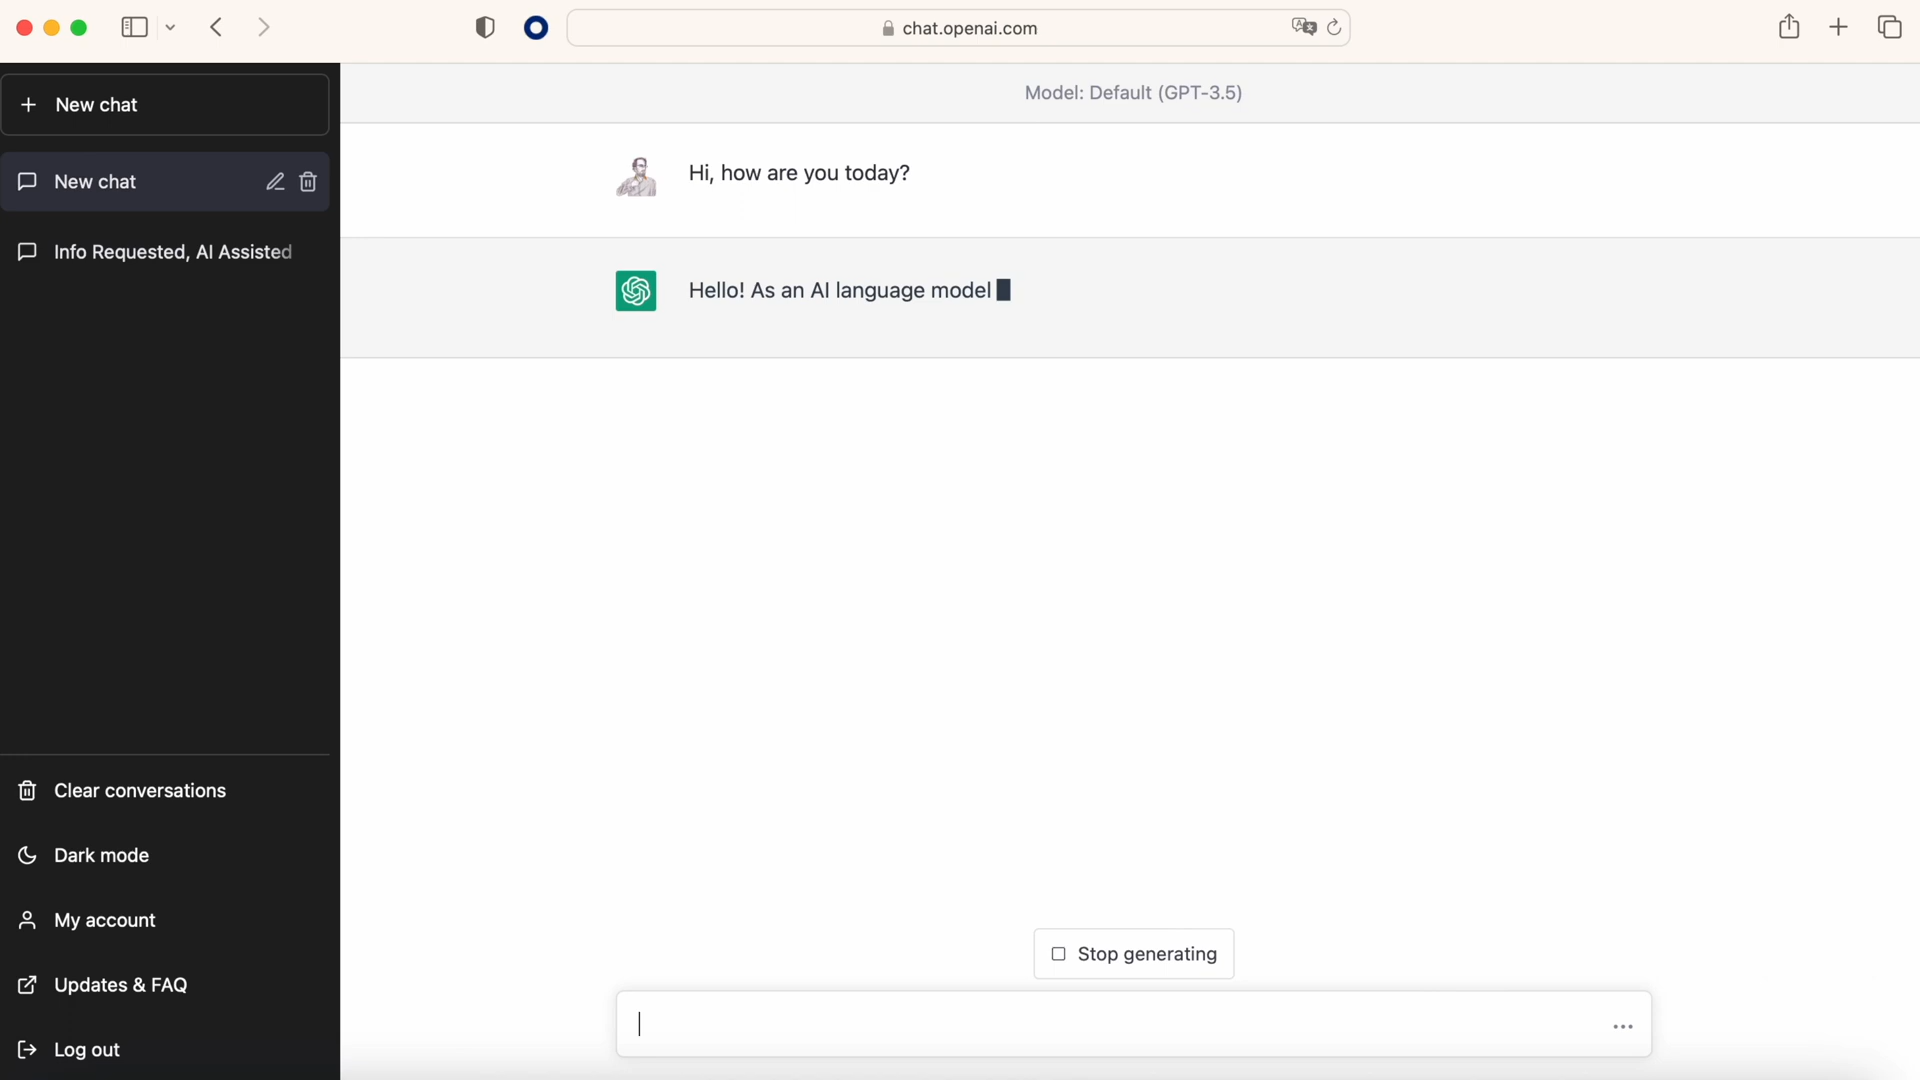 chat.openai.com
New chat
New chat
Info Requested, AI Assisted
Clear conversations
Dark mode
My account
Updates & FAQ
Log out
Model: Default (GPT-3.5)
Hi, how are you today?
Hello! As an AI language model
Stop generating